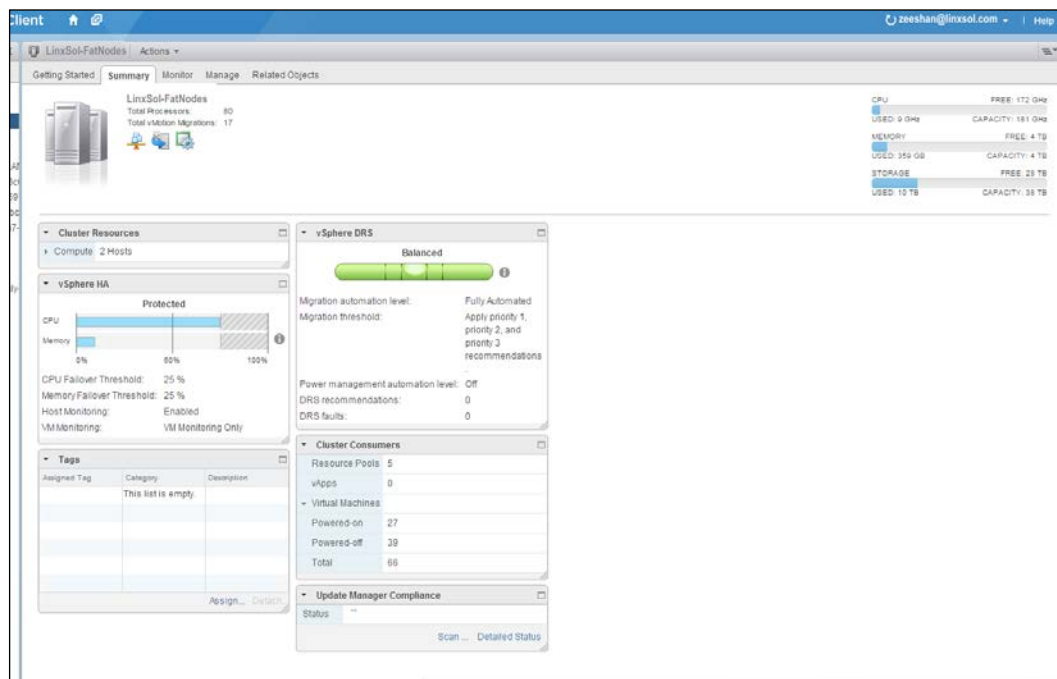 Client
zeeshan@linxsol.com
Help
LinxSol-FatNodes Actions
Getting Started Summary Monitor Manage Related Objects
LinxSol-FatNodes
Total Processors: 80
Total vMotion Migrations: 17
CPU FREE: 172 GHz
USED: 9 GHz CAPACITY: 181 GHz
MEMORY FREE: 4 TB
USED: 359 GB CAPACITY: 4 TB
STORAGE FREE: 28 TB
USED: 10 TB CAPACITY: 38 TB
Cluster Resources
Compute 2 Hosts
vSphere HA
Protected
CPU
Memory
0% 50% 100%
CPU Failover Threshold: 25 %
Memory Failover Threshold: 25 %
Host Monitoring: Enabled
VM Monitoring: VM Monitoring Only
Tags
Assigned Tag Category Description
This list is empty.
Assign... Detach
vSphere DRS
Balanced
Migration automation level: Fully Automated
Migration threshold: Apply priority 1,
priority 2, and
priority 3
recommendations
.
Power management automation level: Off
DRS recommendations: 0
DRS faults: 0
Cluster Consumers
Resource Pools 5
vApps 0
Virtual Machines
Powered-on 27
Powered-off 39
Total 66
Update Manager Compliance
Status --
Scan ... Detailed Status